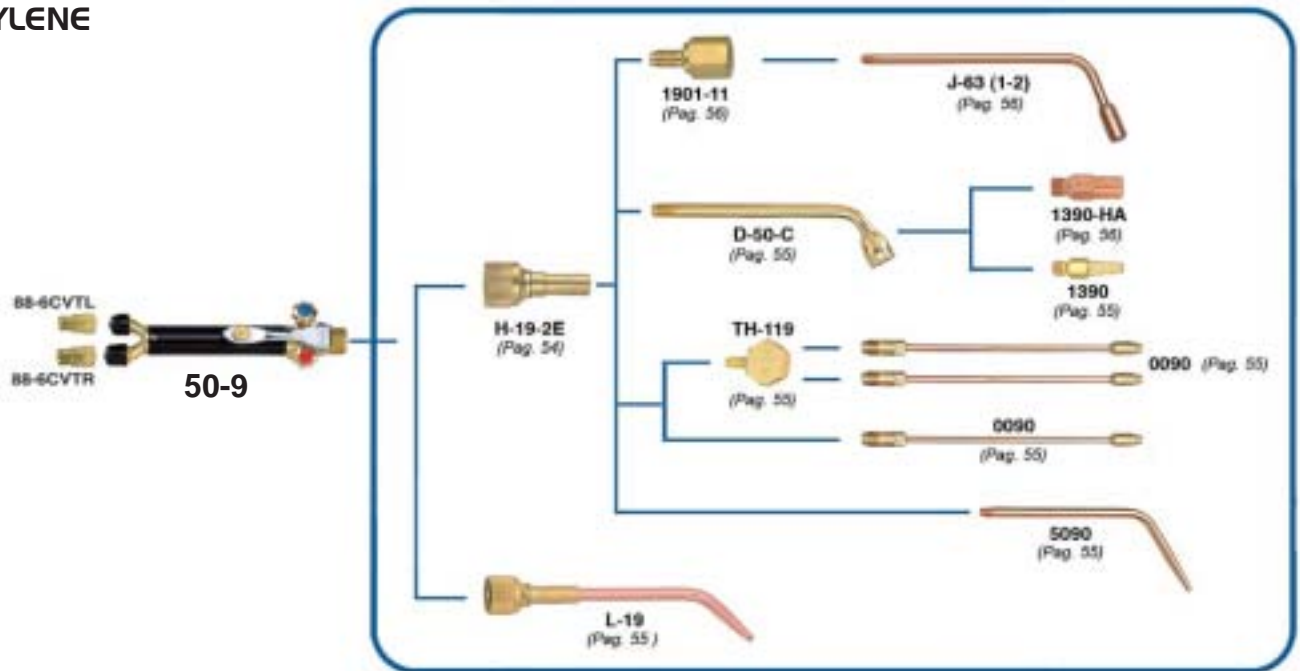 YLENE
1901-11
(Pag. 56)
J-63 (1-2)
(Pag. 56)
D-50-C
(Pag. 55)
1390-HA
(Pag. 56)
1390
(Pag. 55)
88-6CVTL
88-6CVTR
50-9
H-19-2E
(Pag. 54)
TH-119
(Pag. 55)
0090 (Pag. 55)
0090
(Pag. 55)
5090
(Pag. 55)
L-19
(Pag. 55 )